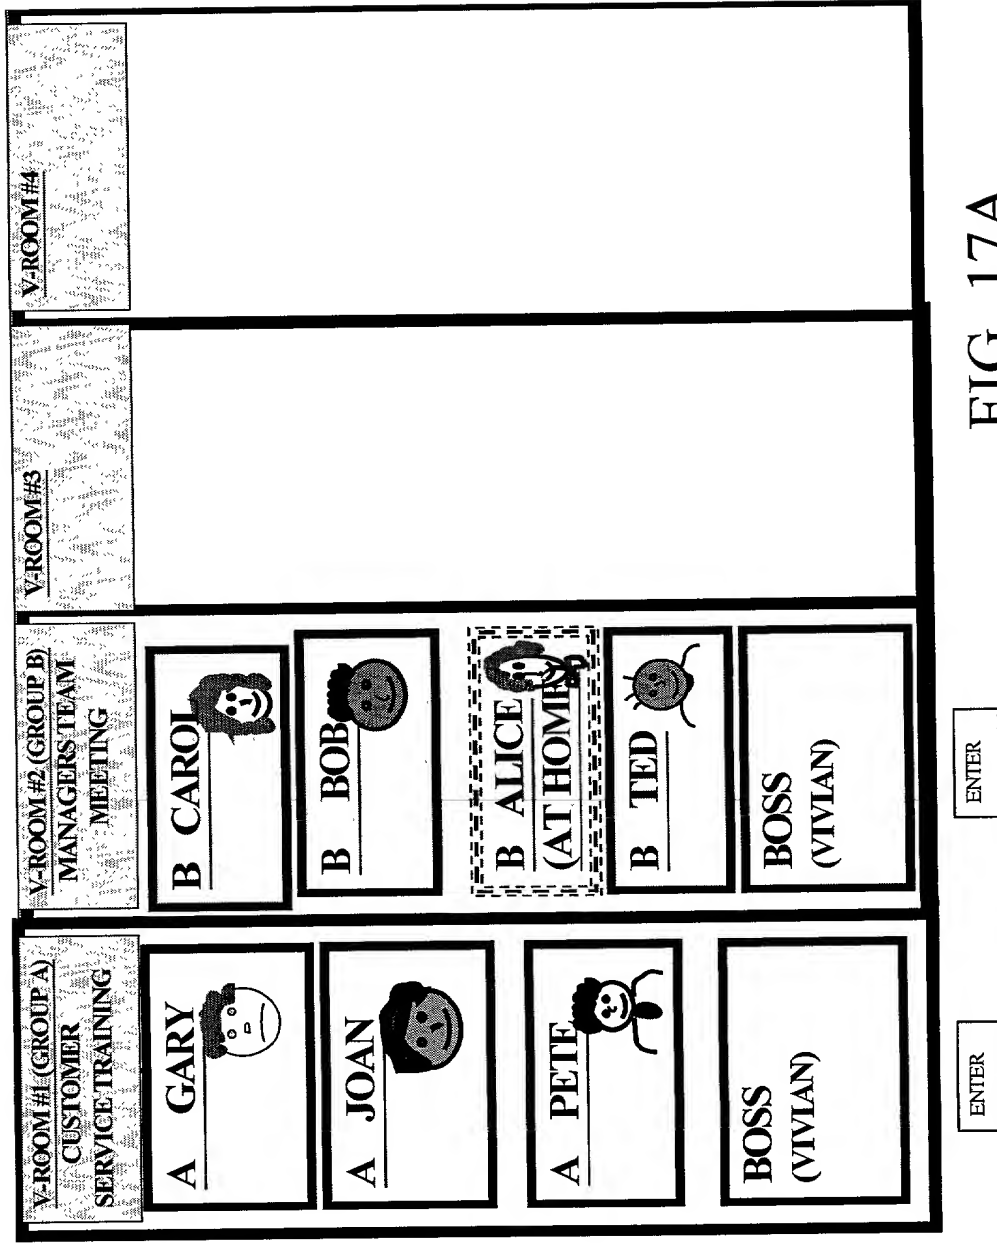 V-ROOM #1 (GROUP A)
CUSTOMER
SERVICE TRAINING
A GARY
A JOAN
A PETE
BOSS
(VIVIAN)
ENTER
V-ROOM #2 (GROUP B)
MANAGERS TEAM
MEETING
B CAROL
B BOB
B ALICE
(AT HOME)
B TED
BOSS
(VIVIAN)
ENTER
V-ROOM #3
V-ROOM #4
FIG 17A